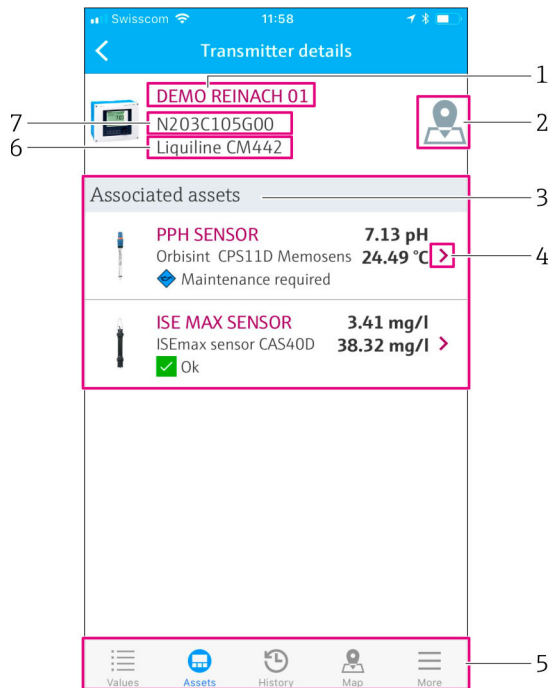 Swisscom 11:58
Transmitter details
1
DEMO REINACH 01
2
7 N203C105G00
6 Liquiline CM442
Associated assets 3
PPH SENSOR 7.13 pH
Orbisint CPS11D Memosens 24.49 °C 4
Maintenance required
ISE MAX SENSOR 3.41 mg/l
ISEmax sensor CAS40D 38.32 mg/l
Ok
5
Values Assets History Map More